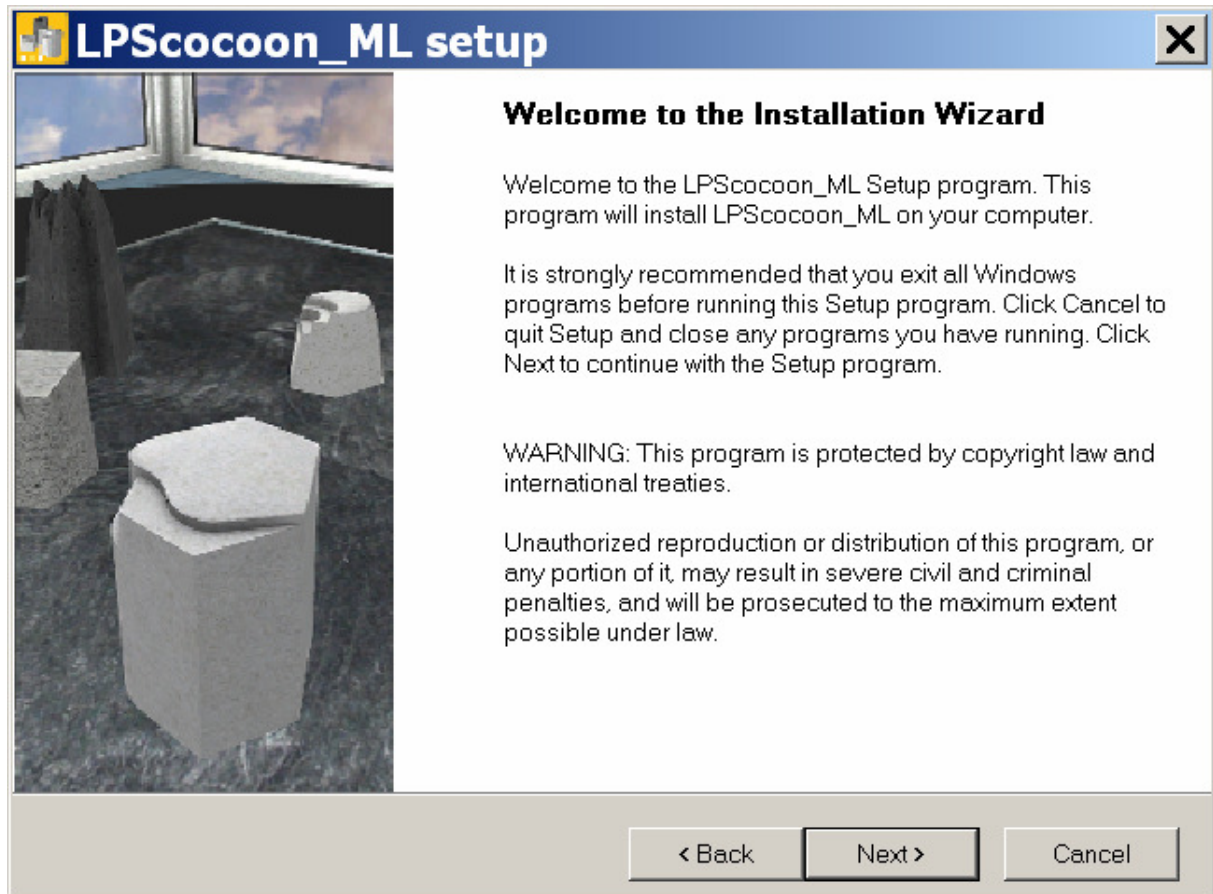 LPScocoon_ML setup
Welcome to the Installation Wizard
Welcome to the LPScocoon_ML Setup program. This
program will install LPScocoon_ML on your computer.
It is strongly recommended that you exit all Windows
programs before running this Setup program. Click Cancel to
quit Setup and close any programs you have running. Click
Next to continue with the Setup program.
WARNING: This program is protected by copyright law and
international treaties.
Unauthorized reproduction or distribution of this program, or
any portion of it, may result in severe civil and criminal
penalties, and will be prosecuted to the maximum extent
possible under law.
< Back Next > Cancel